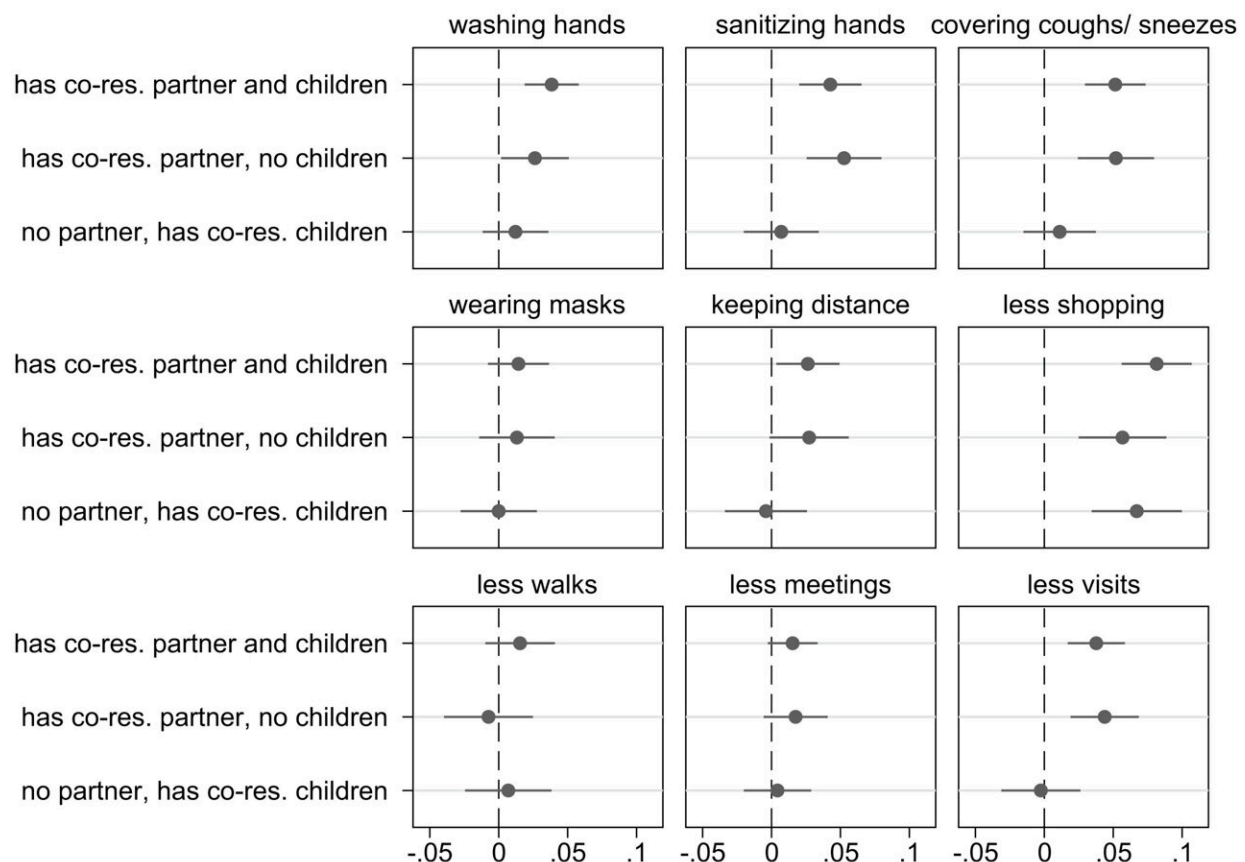 washing hands
sanitizing hands
covering coughs/ sneezes
has co-res. partner and children
has co-res. partner, no children
no partner, has co-res. children
wearing masks
keeping distance
less shopping
has co-res. partner and children
has co-res. partner, no children
no partner, has co-res. children
less walks
less meetings
less visits
has co-res. partner and children
has co-res. partner, no children
no partner, has co-res. children
-.05 0 .05 .1
-.05 0 .05 .1
-.05 0 .05 .1